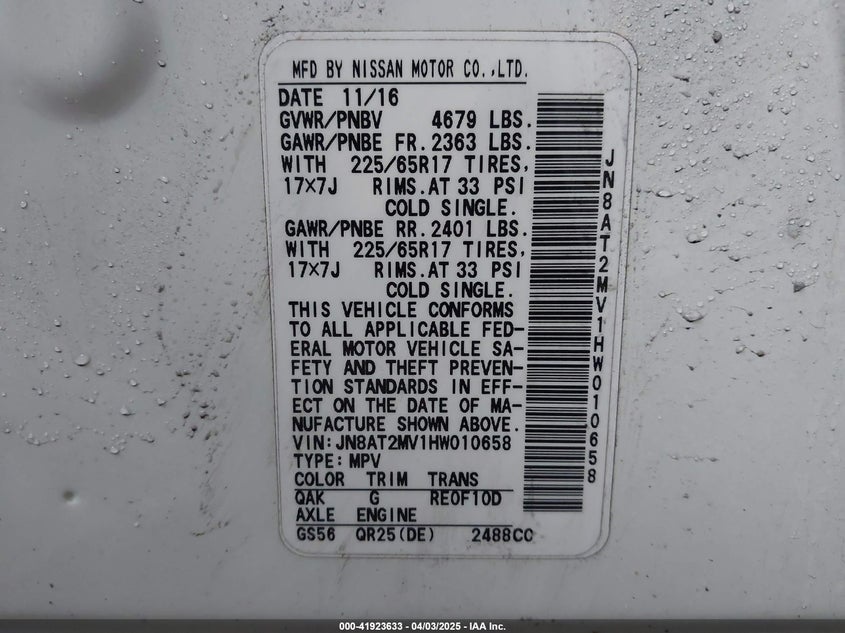 MFD BY NISSAN MOTOR CO.,LTD.
DATE 11/16
GVWR/PNBV 4679 LBS.
GAWR/PNBE FR.2363 LBS.
WITH 225/65R17 TIRES,
17×7J RIMS.AT 33 PSI
COLD SINGLE.
GAWR/PNBE RR.2401 LBS.
WITH 225/65R17 TIRES,
17×7J RIMS.AT 33 PSI
COLD SINGLE.
THIS VEHICLE CONFORMS
TO ALL APPLICABLE FED-
ERAL MOTOR VEHICLE SA-
FETY AND THEFT PREVEN-
TION STANDARDS IN EFF-
ECT ON THE DATE OF MA-
NUFACTURE SHOWN ABOVE.
VIN:JN8AT2MV1HW010658
TYPE:MPV
COLOR TRIM TRANS
QAK G RE0F10D
AXLE ENGINE
GS56 QR25(DE) 2488CC
JN8AT2MV1HW010658
000-41923633 - 04/03/2025 - IAA Inc.